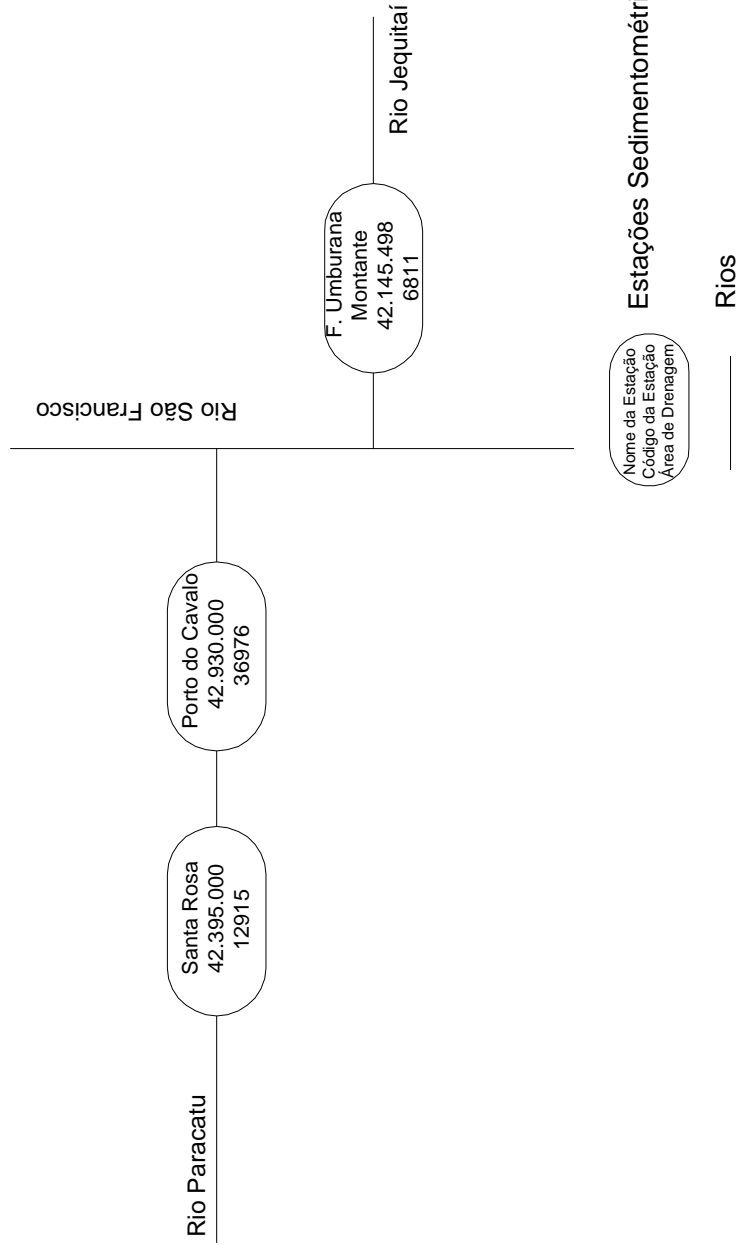 Rio Paracatu
Santa Rosa
42.395.000
12915
Porto do Cavalo
42.930.000
36976
Rio São Francisco
F. Umburana
Montante
42.145.498
6811
Rio Jequitaí
Nome da Estação
Código da Estação
Área de Drenagem
Estações Sedimentométri
Rios